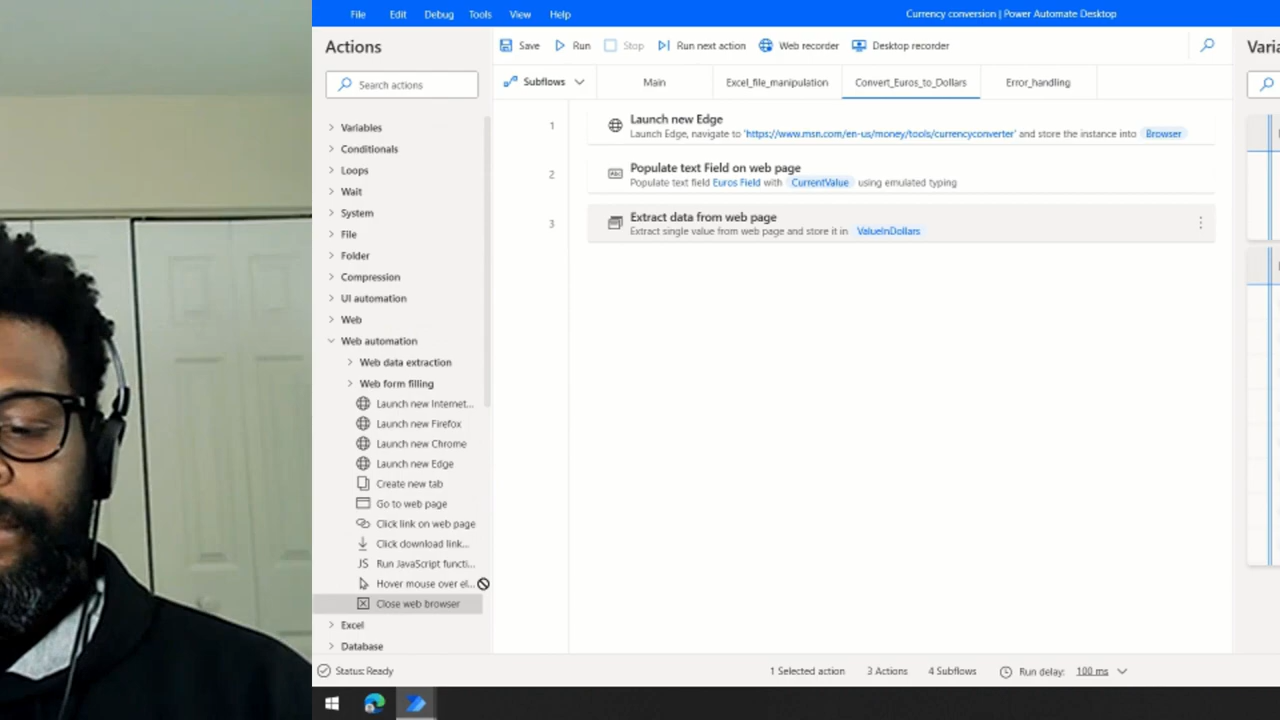 File Edit Debug Tools View Help
Currency conversion | Power Automate Desktop
Actions
Save Run Stop Run next action Web recorder Desktop recorder
Search actions
Subflows Main Excel_file_manipulation Convert_Euros_to_Dollars Error_handling
Variables
Conditionals
Loops
Wait
System
File
Folder
Compression
UI automation
Web
Web automation
Web data extraction
Web form filling
Launch new Internet...
Launch new Firefox
Launch new Chrome
Launch new Edge
Create new tab
Go to web page
Click link on web page
Click download link...
JS Run JavaScript functi...
Hover mouse over el...
Close web browser
Excel
Database
1
Launch new Edge
Launch Edge, navigate to 'https://www.msn.com/en-us/money/tools/currencyconverter' and store the instance into Browser
2
Populate text Field on web page
Populate text field Euros Field with CurrentValue using emulated typing
3
Extract data from web page
Extract single value from web page and store it in ValueInDollars
Status: Ready
1 Selected action 3 Actions 4 Subflows Run delay: 100 ms